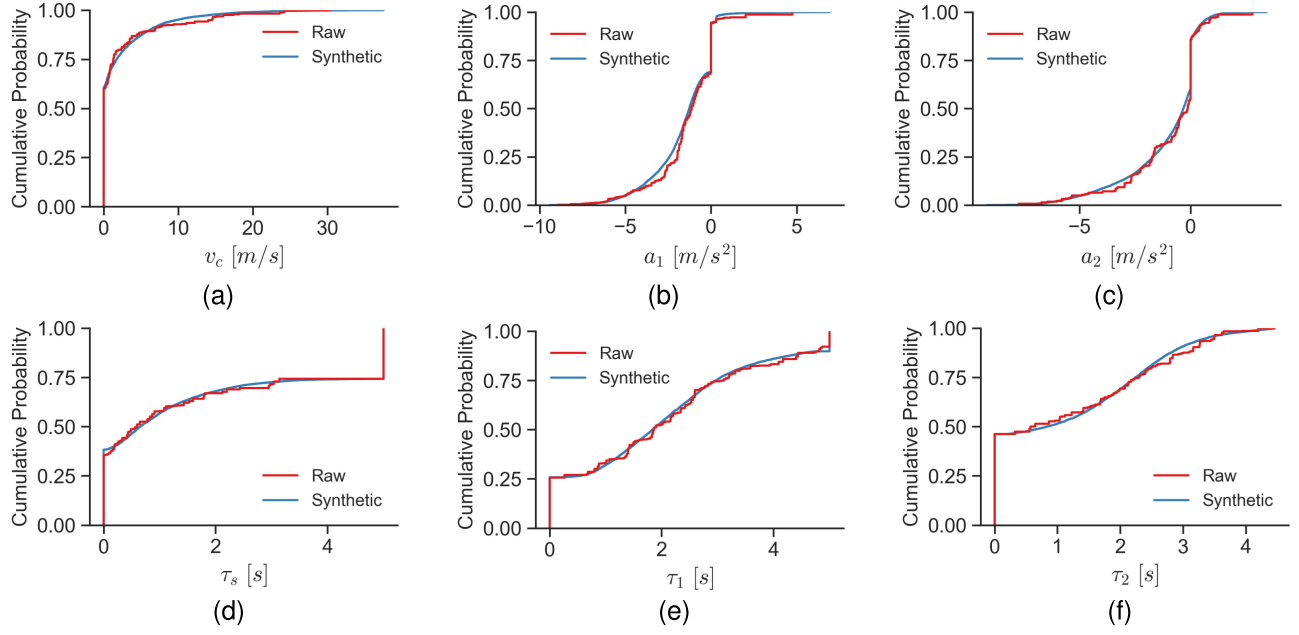 Cumulative Probability
1.00
0.75
0.50
0.25
0.00
Raw
Synthetic
0 10 20 30
v_c [m/s]
(a)
Cumulative Probability
1.00
0.75
0.50
0.25
0.00
Raw
Synthetic
−10 −5 0 5
a_1 [m/s^2]
(b)
Cumulative Probability
1.00
0.75
0.50
0.25
0.00
Raw
Synthetic
−5 0
a_2 [m/s^2]
(c)
Cumulative Probability
1.00
0.75
0.50
0.25
0.00
Raw
Synthetic
0 2 4
τ_s [s]
(d)
Cumulative Probability
1.00
0.75
0.50
0.25
0.00
Raw
Synthetic
0 2 4
τ_1 [s]
(e)
Cumulative Probability
1.00
0.75
0.50
0.25
0.00
Raw
Synthetic
0 1 2 3 4
τ_2 [s]
(f)